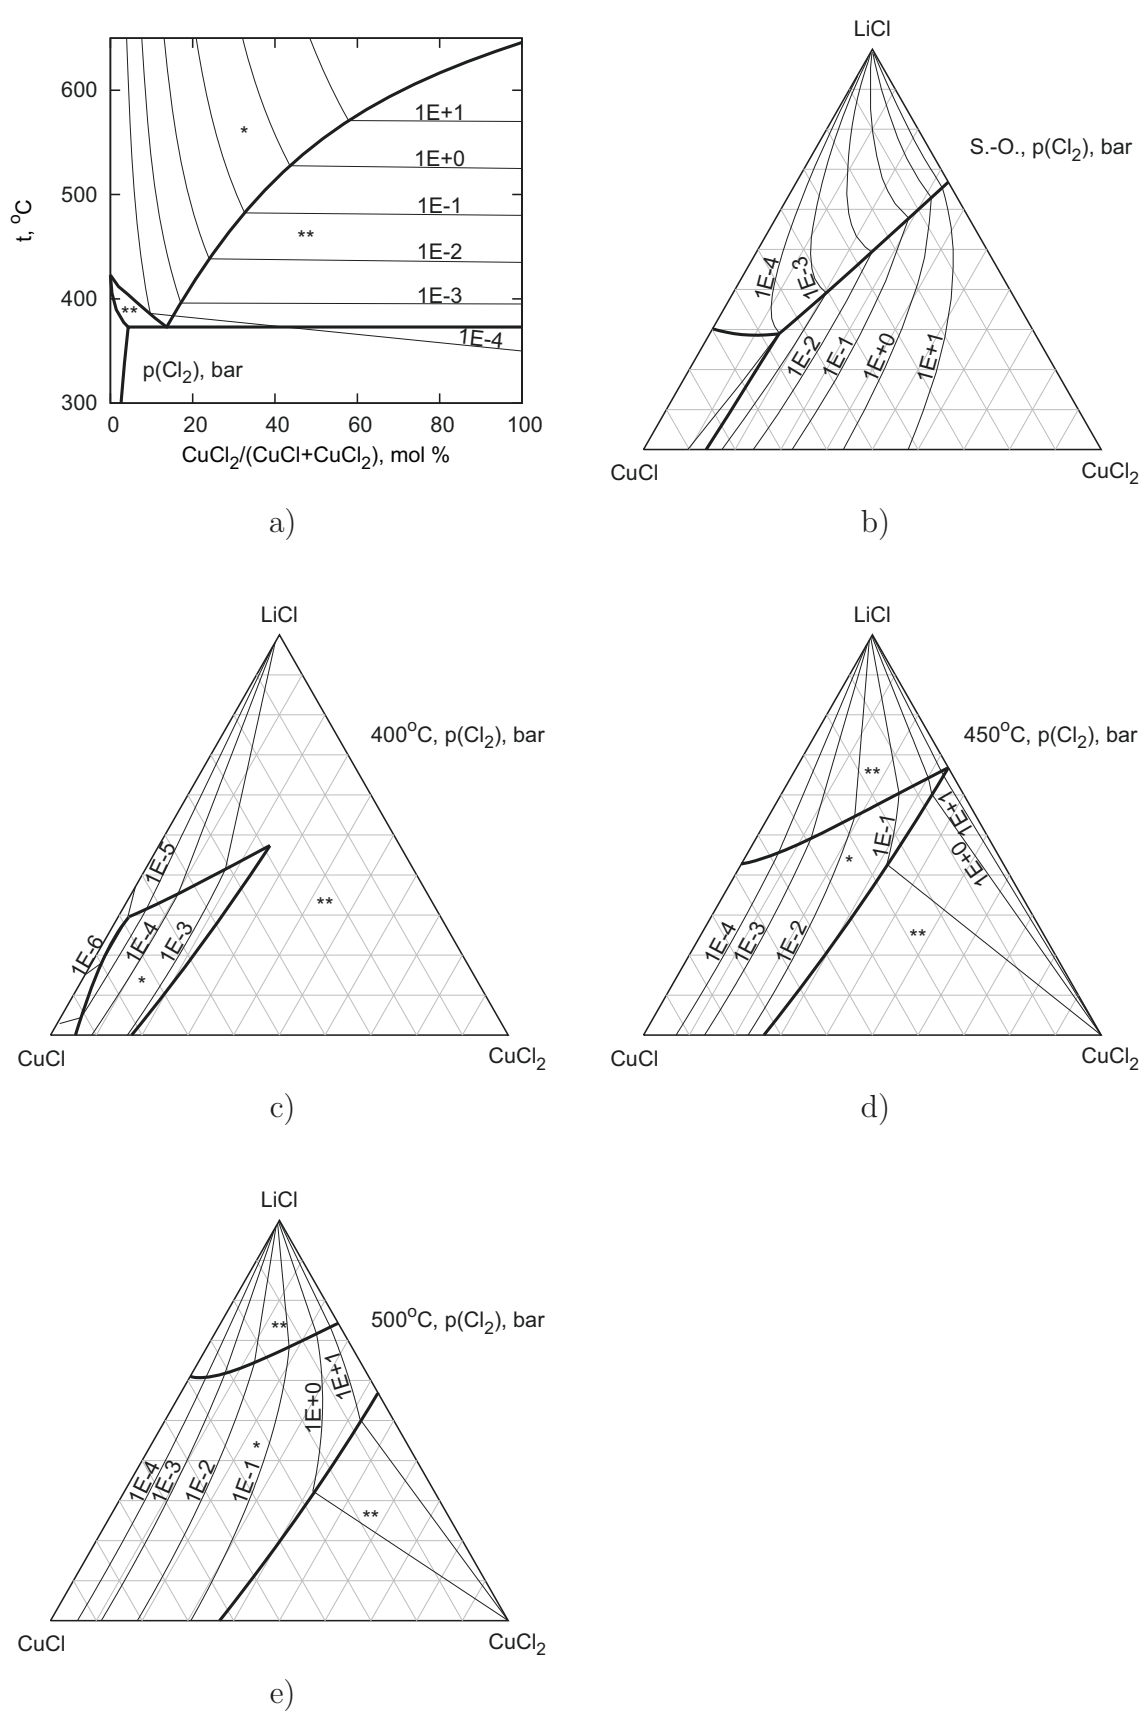 600
500
400
300
t, °C
1E+1
1E+0
1E-1
1E-2
1E-3
1E-4
*
**
**
p(Cl2), bar
0 20 40 60 80 100
CuCl2/(CuCl+CuCl2), mol %
a)
LiCl
S.-O., p(Cl2), bar
1E-4
1E-3
1E-2
1E-1
1E+0
1E+1
CuCl
CuCl2
b)
LiCl
400°C, p(Cl2), bar
1E-5
1E-6
1E-4
1E-3
*
**
CuCl
CuCl2
c)
LiCl
450°C, p(Cl2), bar
**
1E+1
1E-1
1E+0
*
1E-4
1E-3
1E-2
**
CuCl
CuCl2
d)
LiCl
500°C, p(Cl2), bar
**
1E+1
1E+0
*
1E-4
1E-3
1E-2
1E-1
**
CuCl
CuCl2
e)